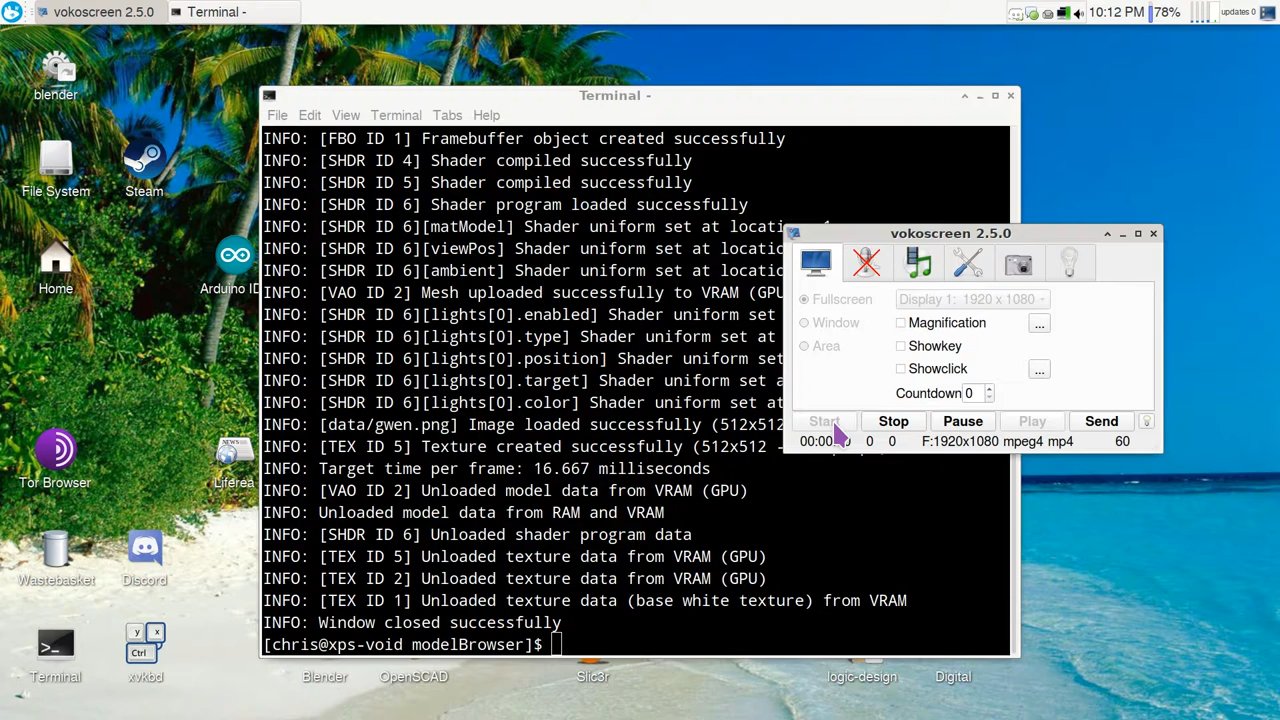 vokoscreen 2.5.0
Terminal -
10:12 PM
78%
updates 0
blender
File System
Steam
Home
Arduino ID
Tor Browser
NEWS
Liferea
Wastebasket
Discord
Terminal
y x
Ctrl
xvkbd
Blender
OpenSCAD
Slic3r
logic-design
Digital
Terminal -
File Edit View Terminal Tabs Help
INFO: [FBO ID 1] Framebuffer object created successfully
INFO: [SHDR ID 4] Shader compiled successfully
INFO: [SHDR ID 5] Shader compiled successfully
INFO: [SHDR ID 6] Shader program loaded successfully
INFO: [SHDR ID 6][matModel] Shader uniform set at location: 1
INFO: [SHDR ID 6][viewPos] Shader uniform set at locatio
INFO: [SHDR ID 6][ambient] Shader uniform set at locatio
INFO: [VAO ID 2] Mesh uploaded successfully to VRAM (GPU
INFO: [SHDR ID 6][lights[0].enabled] Shader uniform set
INFO: [SHDR ID 6][lights[0].type] Shader uniform set at
INFO: [SHDR ID 6][lights[0].position] Shader uniform set
INFO: [SHDR ID 6][lights[0].target] Shader uniform set a
INFO: [SHDR ID 6][lights[0].color] Shader uniform set at
INFO: [data/gwen.png] Image loaded successfully (512x512
INFO: [TEX ID 5] Texture created successfully (512x512 -
INFO: Target time per frame: 16.667 milliseconds
INFO: [VAO ID 2] Unloaded model data from VRAM (GPU)
INFO: Unloaded model data from RAM and VRAM
INFO: [SHDR ID 6] Unloaded shader program data
INFO: [TEX ID 5] Unloaded texture data from VRAM (GPU)
INFO: [TEX ID 2] Unloaded texture data from VRAM (GPU)
INFO: [TEX ID 1] Unloaded texture data (base white texture) from VRAM
INFO: Window closed successfully
[chris@xps-void modelBrowser]$
vokoscreen 2.5.0
Fullscreen
Display 1: 1920 x 1080
Window
Magnification
...
Area
Showkey
Showclick
...
Countdown 0
Start Stop Pause Play Send
0 0 F:1920x1080 mpeg4 mp4 60